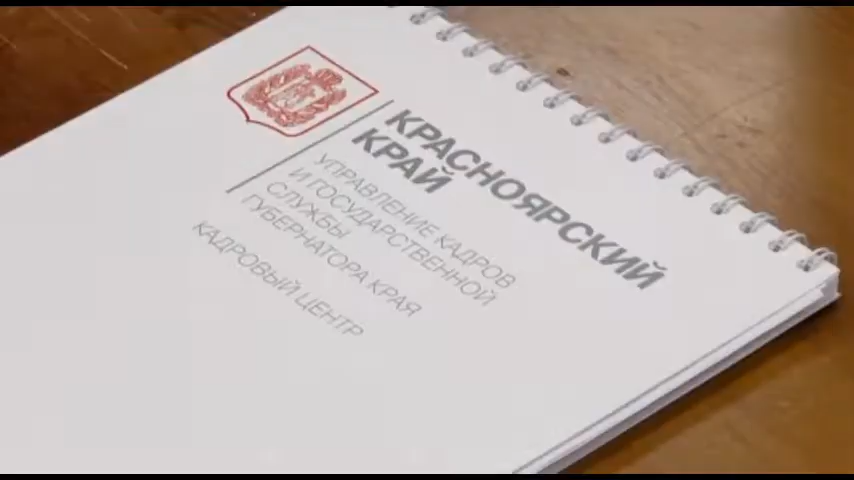 КРАСНОЯРСКИЙ
КРАЙ
УПРАВЛЕНИЕ КАДРОВ
И ГОСУДАРСТВЕННОЙ
СЛУЖБЫ
ГУБЕРНАТОРА КРАЯ
КАДРОВЫЙ ЦЕНТР